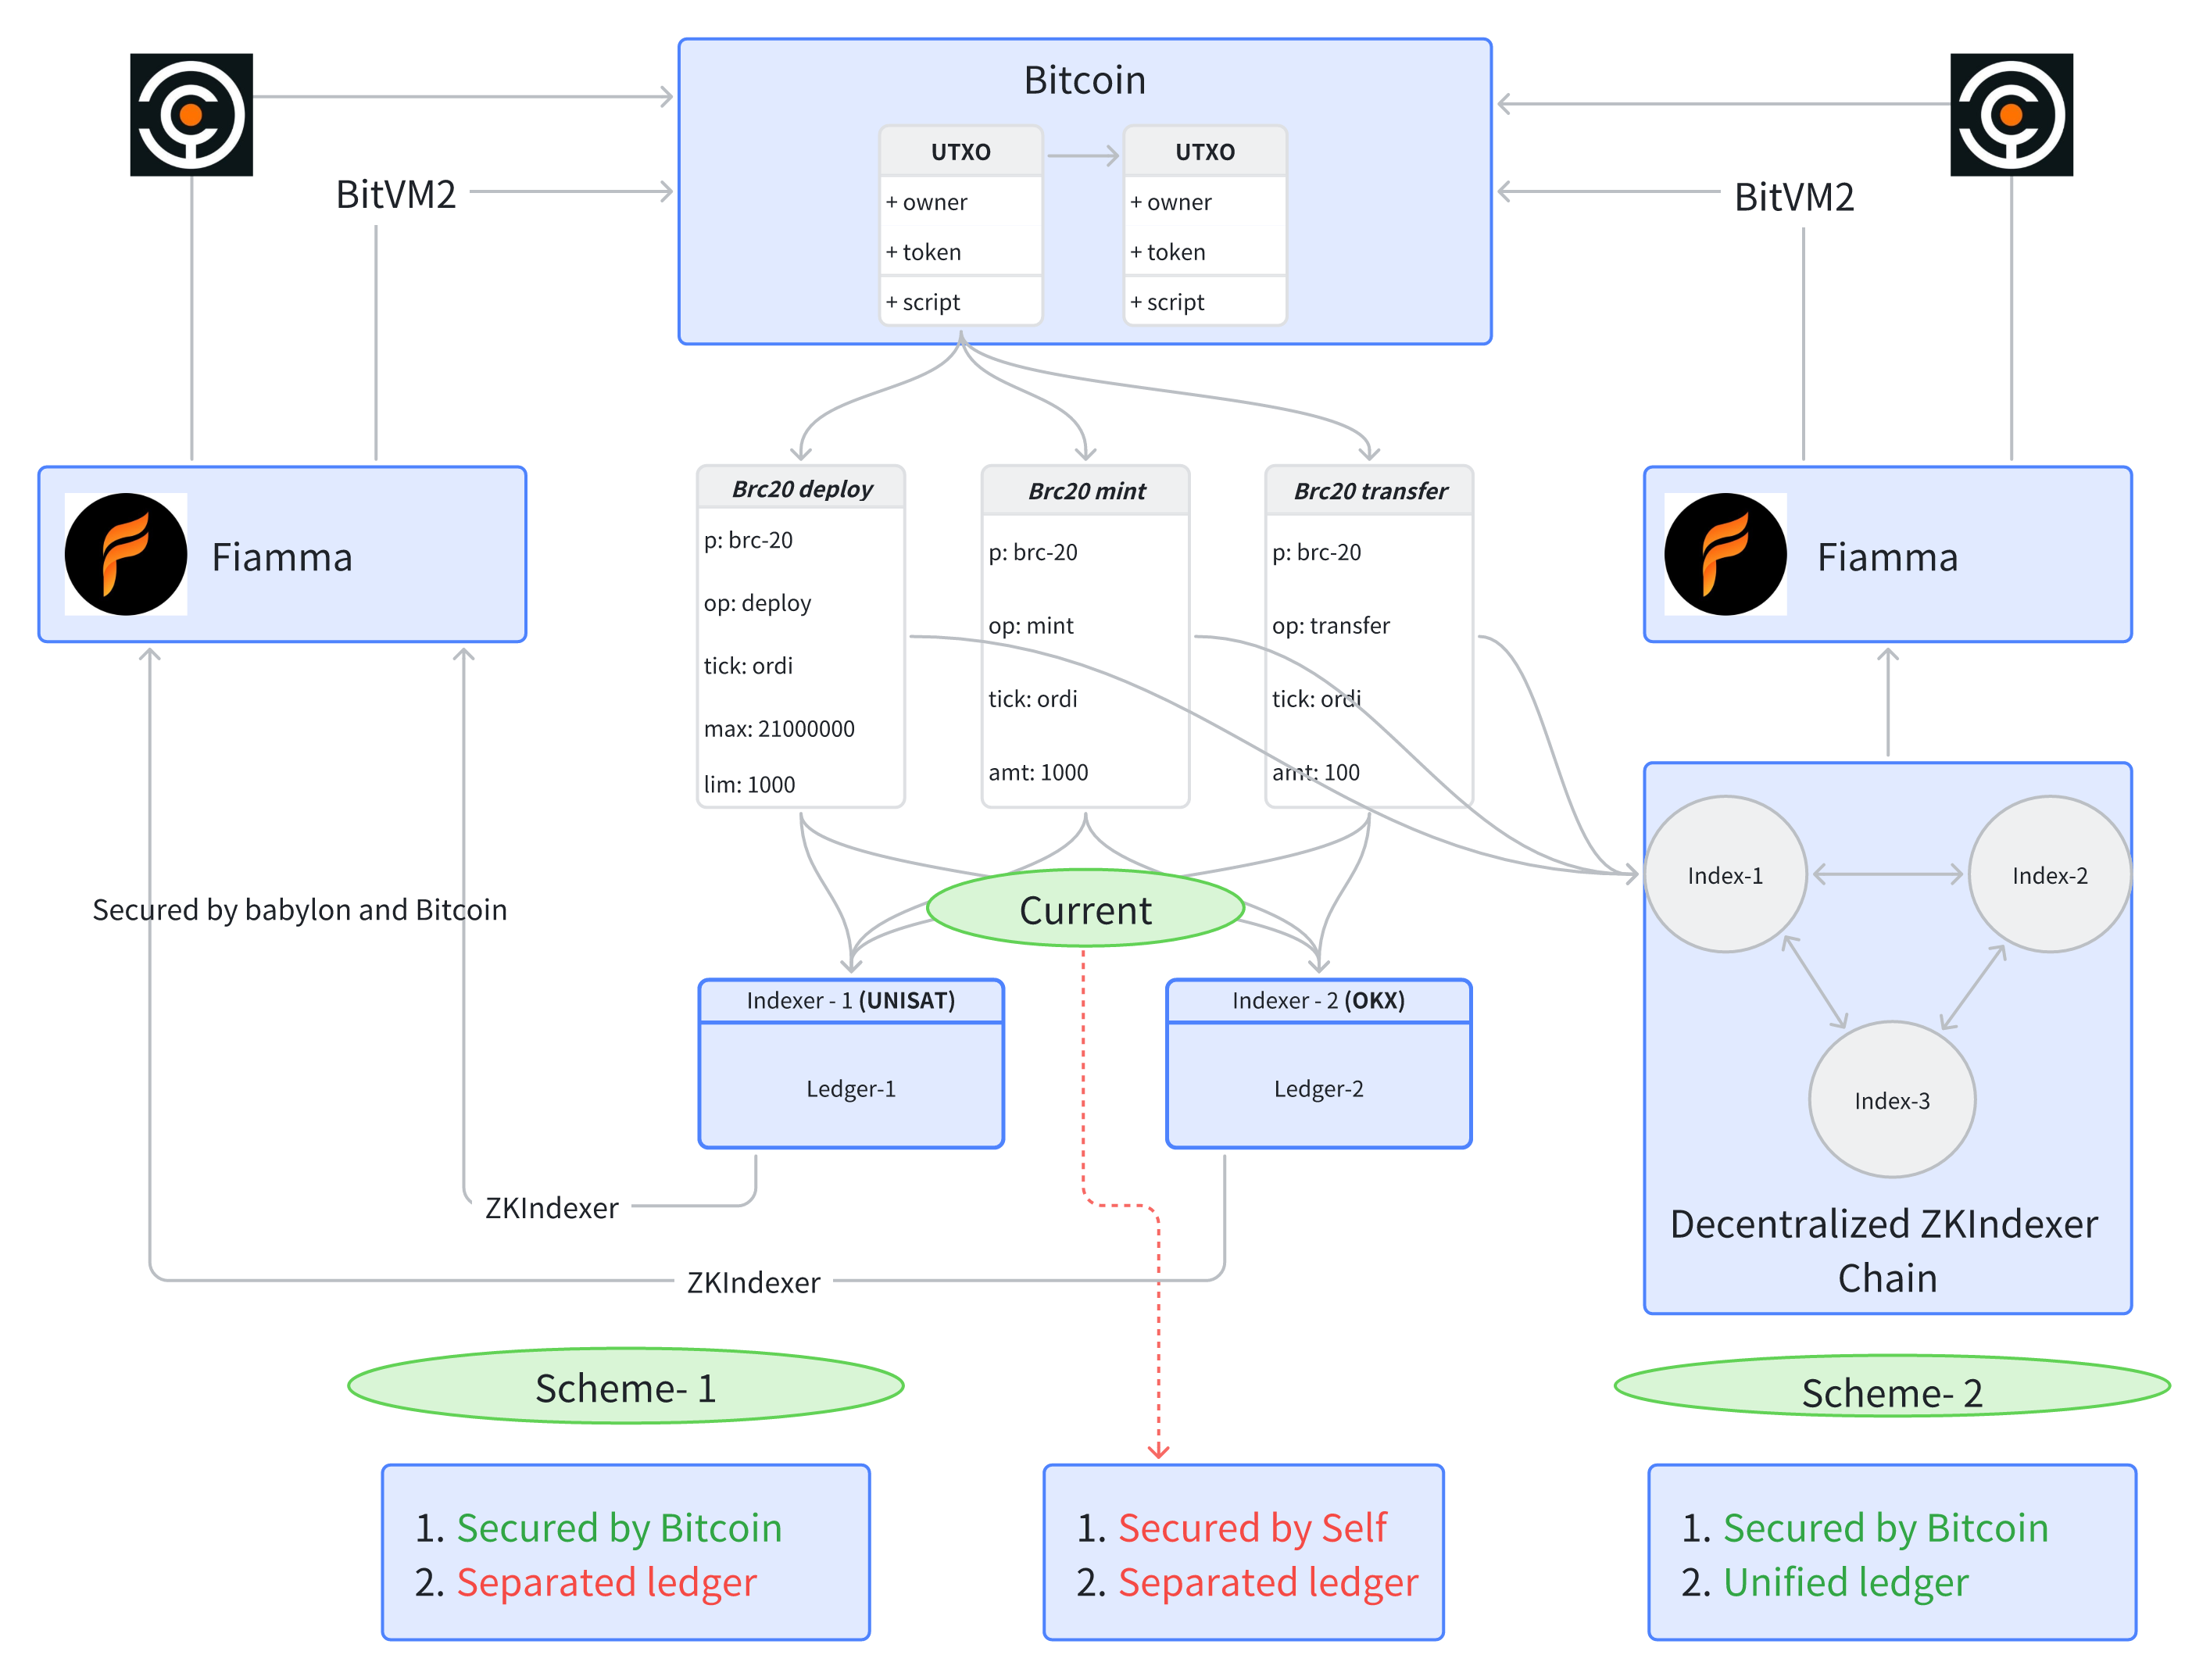 Bitcoin
UTXO
+ owner
+ token
+ script
UTXO
+ owner
+ token
+ script
BitVM2
BitVM2
Fiamma
Fiamma
Brc20 deploy
p: brc-20
op: deploy
tick: ordi
max: 21000000
lim: 1000
Brc20 mint
p: brc-20
op: mint
tick: ordi
amt: 1000
Brc20 transfer
p: brc-20
op: transfer
tick: ordi
amt: 100
Secured by babylon and Bitcoin
Current
Index-1
Index-2
Index-3
Decentralized ZKIndexer
Chain
Indexer - 1 (UNISAT)
Ledger-1
Indexer - 2 (OKX)
Ledger-2
ZKIndexer
ZKIndexer
Scheme- 1
Scheme- 2
1. Secured by Bitcoin
2. Separated ledger
1. Secured by Self
2. Separated ledger
1. Secured by Bitcoin
2. Unified ledger